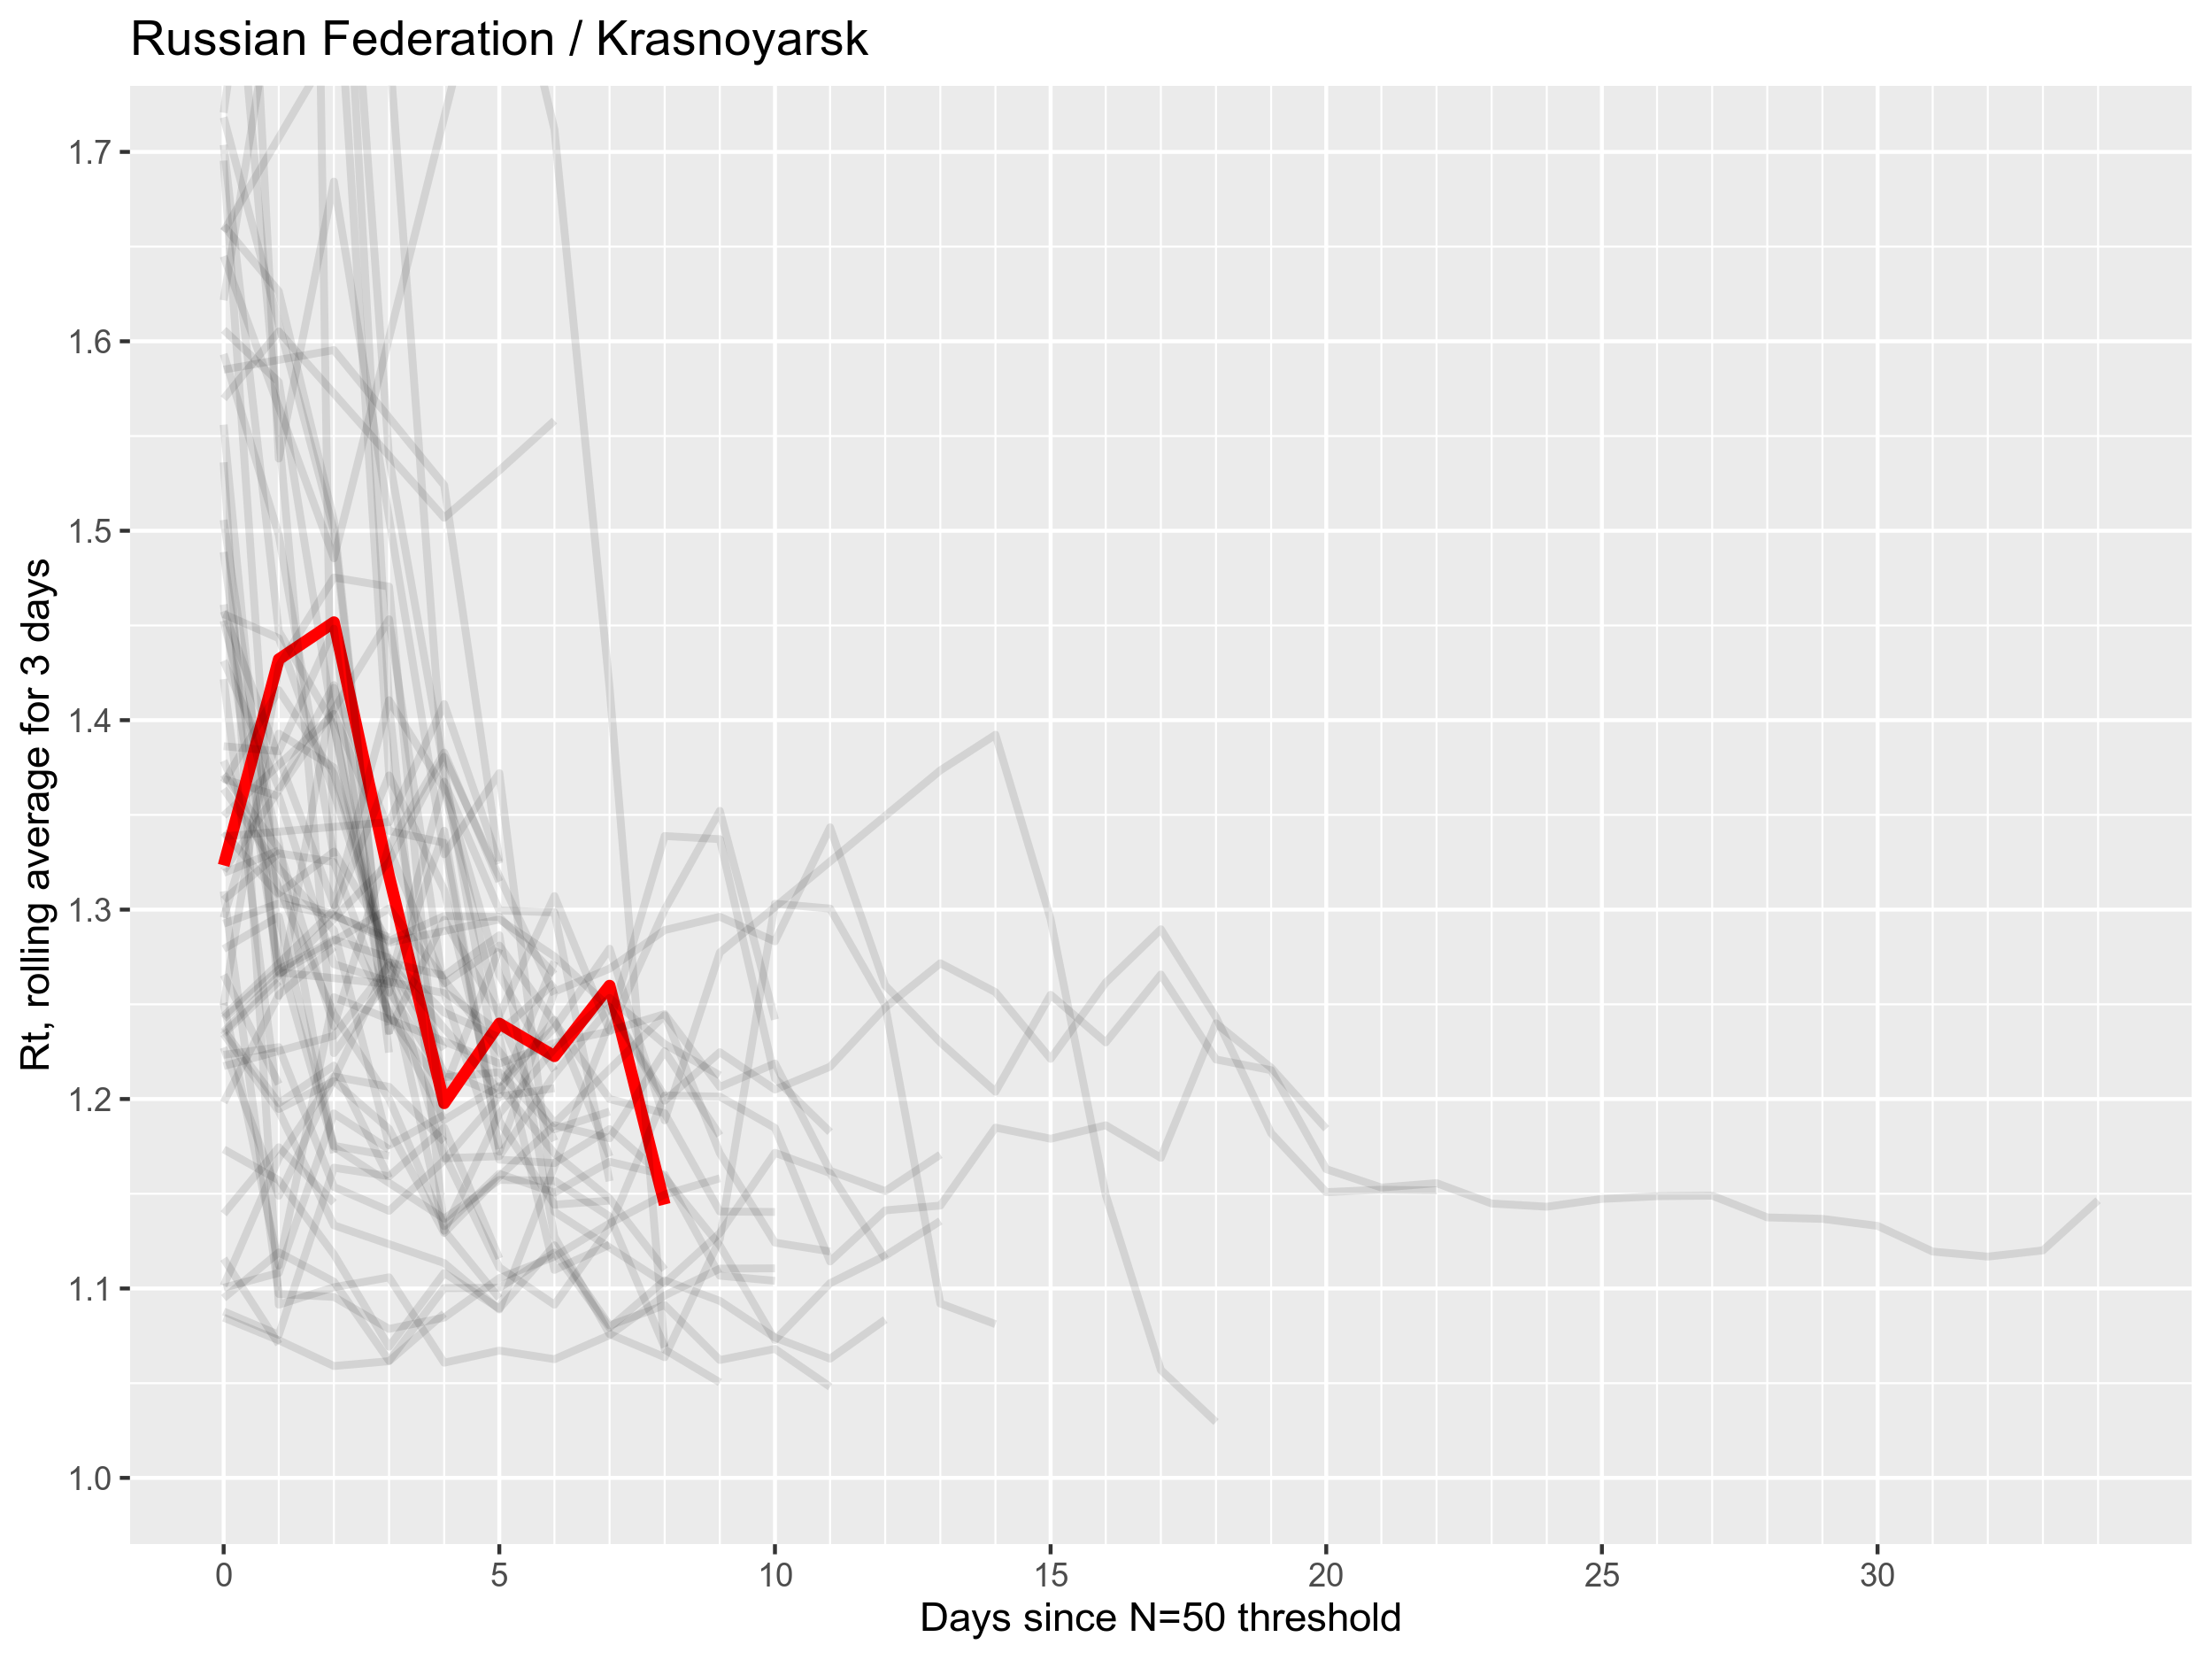 Russian Federation / Krasnoyarsk
Rt, rolling average for 3 days
1.7
1.6
1.5
1.4
1.3
1.2
1.1
1.0
0 5 10 15 20 25 30
Days since N=50 threshold